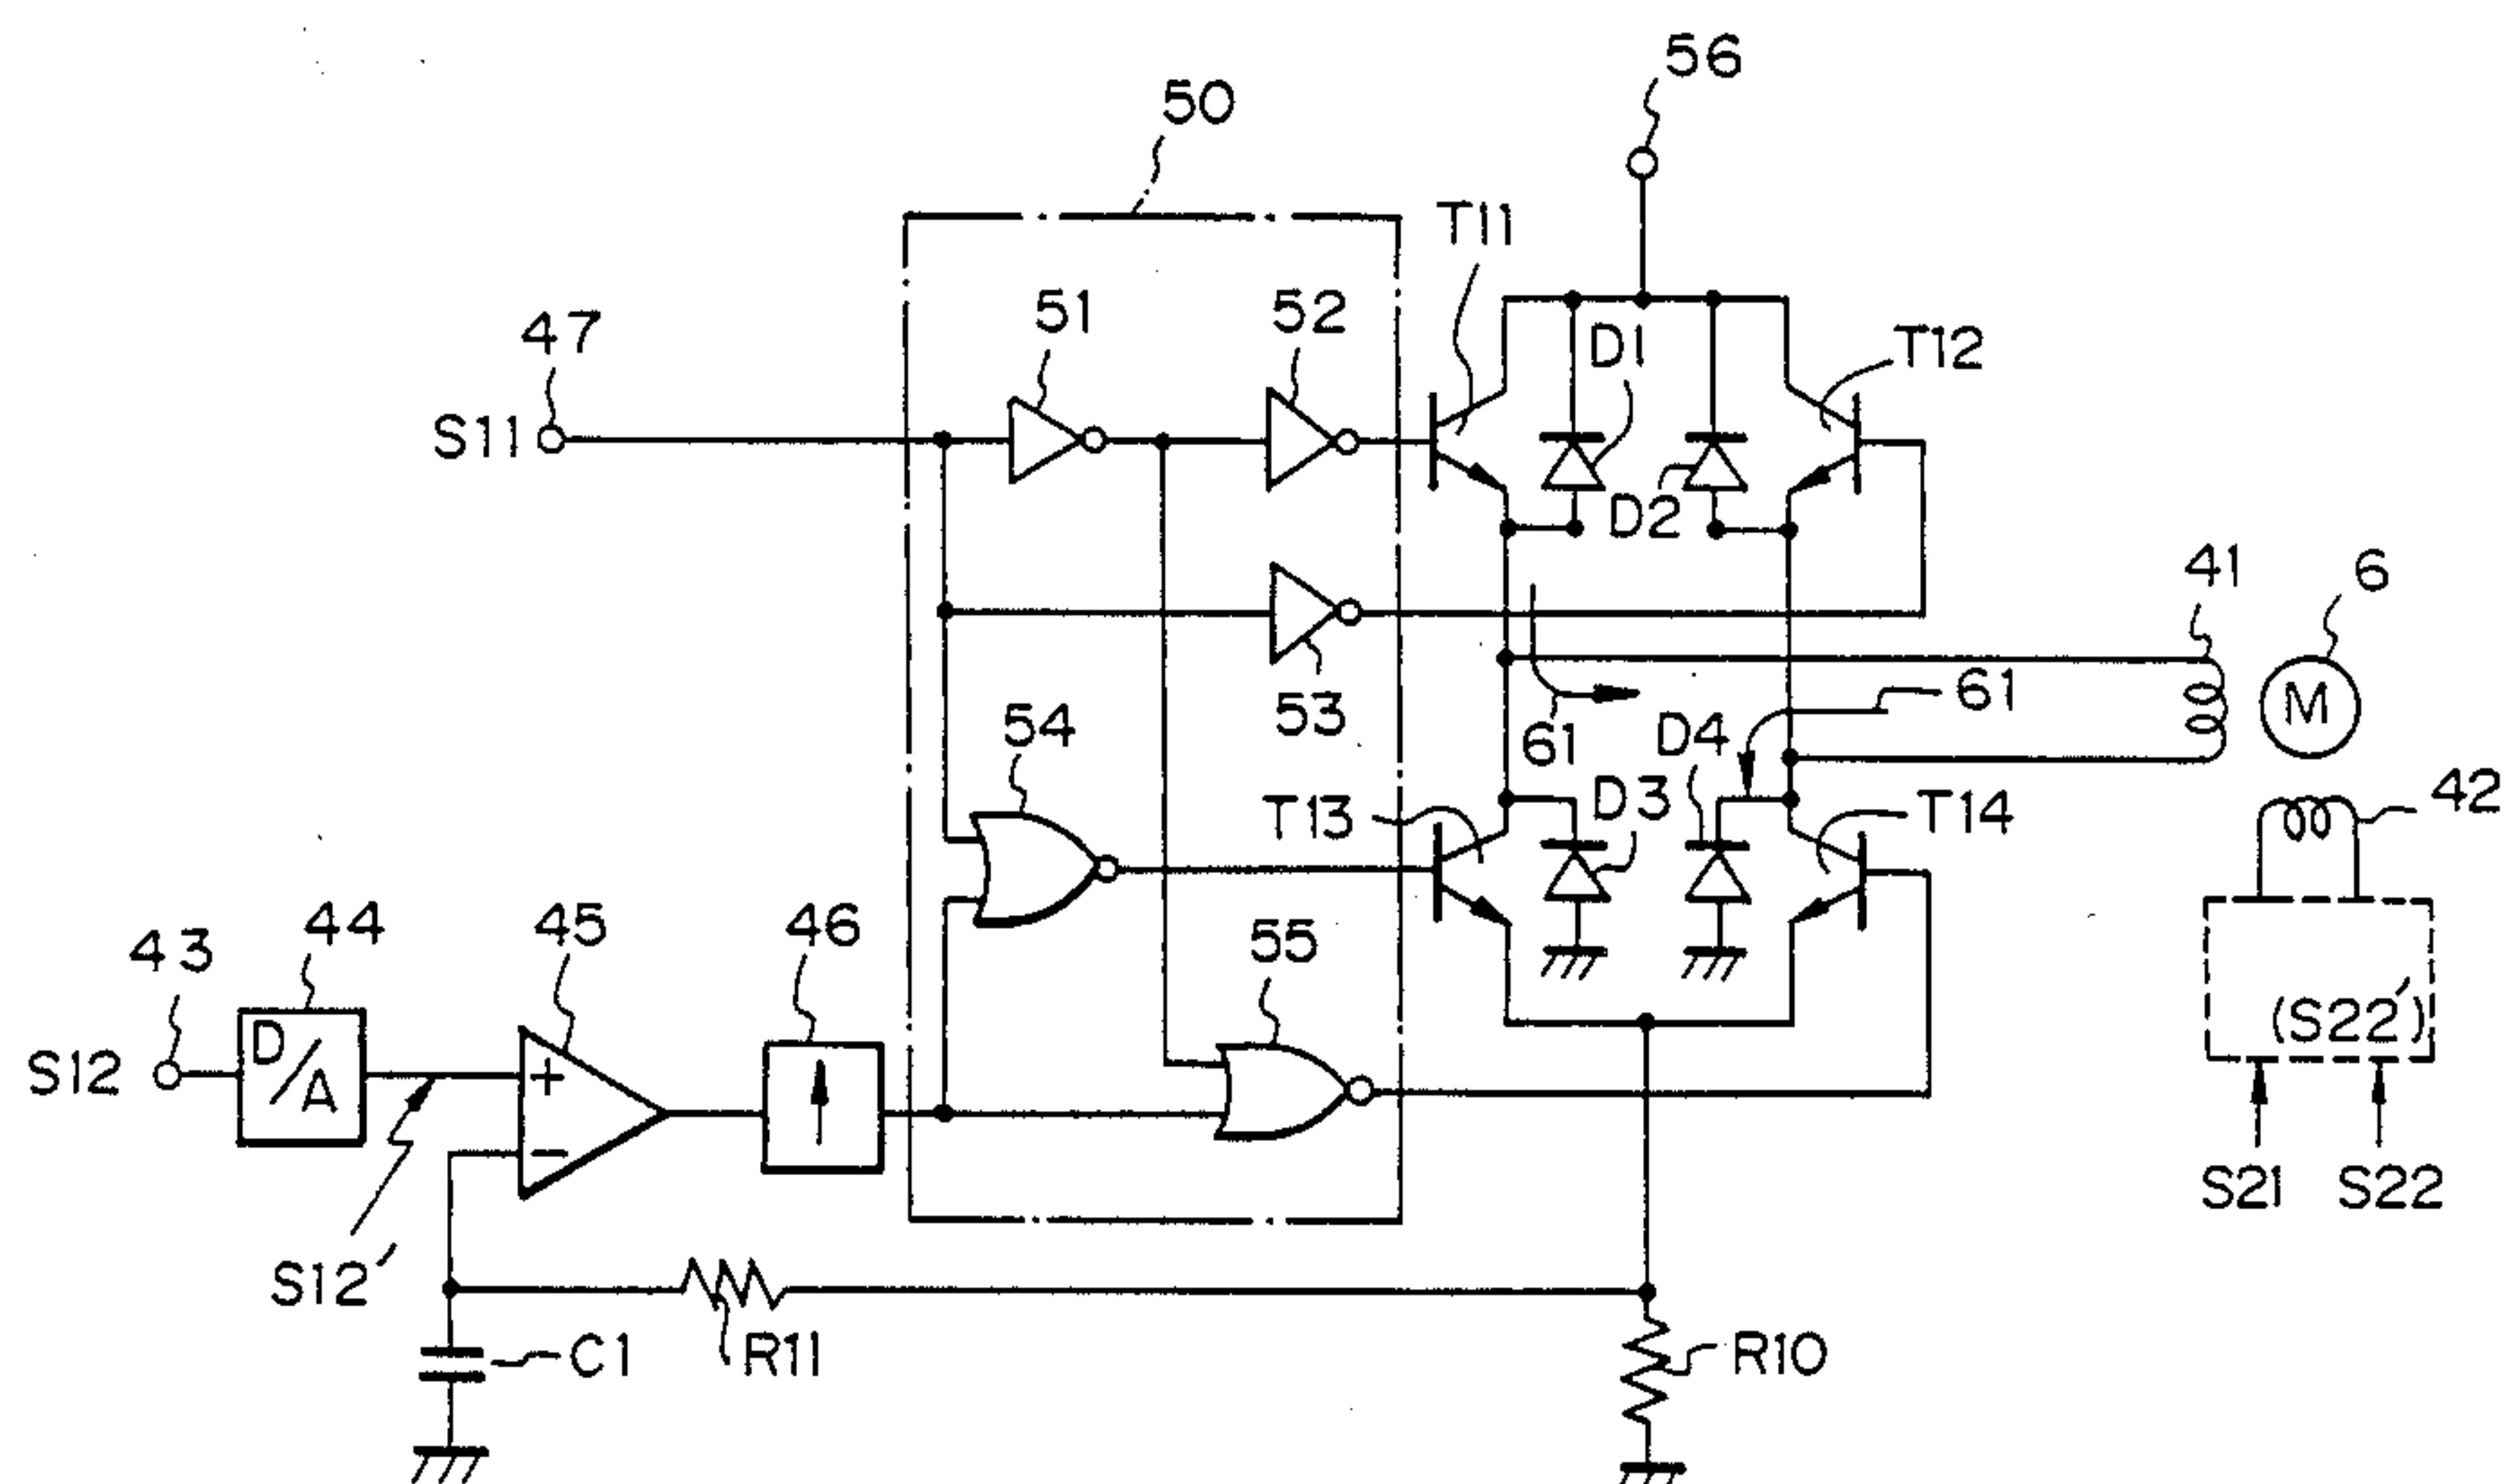 56
50
T11
51
52
47
D1
T12
S11
D2
41
6
53
61
61
M
54
D4
D3
T13
T14
42
44
45
46
55
43
(S22')
S12
D/A
+
−
S21
S22
S12'
R11
R10
C1